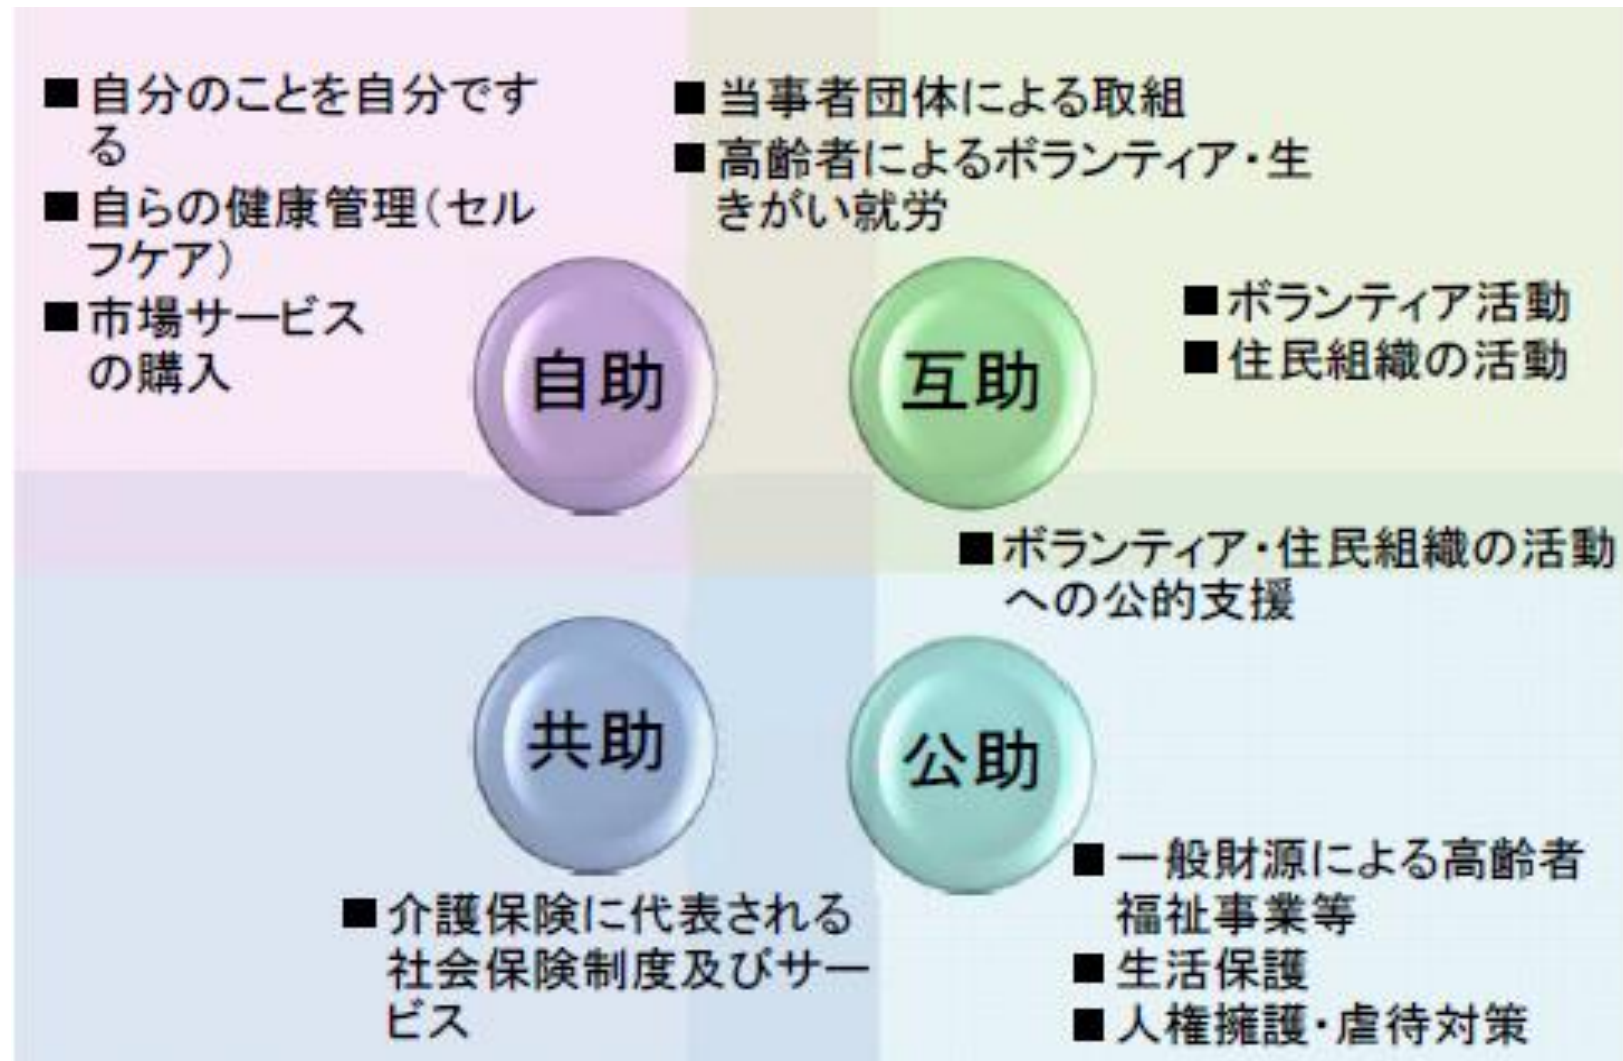 ■自分のことを自分です
る
■自らの健康管理(セル
フケア)
■市場サービス
の購入
■当事者団体による取組
■高齢者によるボランティア・生
きがい就労
■ボランティア活動
■住民組織の活動
自助
互助
■ボランティア・住民組織の活動
への公的支援
共助
公助
■介護保険に代表される
社会保険制度及びサー
ビス
■一般財源による高齢者
福祉事業等
■生活保護
■人権擁護・虐待対策